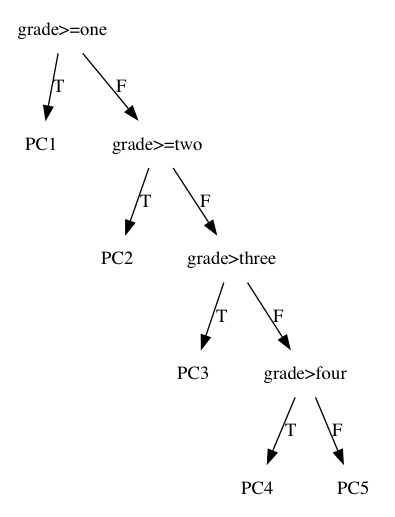 grade>=one
T
F
PC1
grade>=two
T
F
PC2
grade>three
T
F
PC3
grade>four
T
F
PC4
PC5